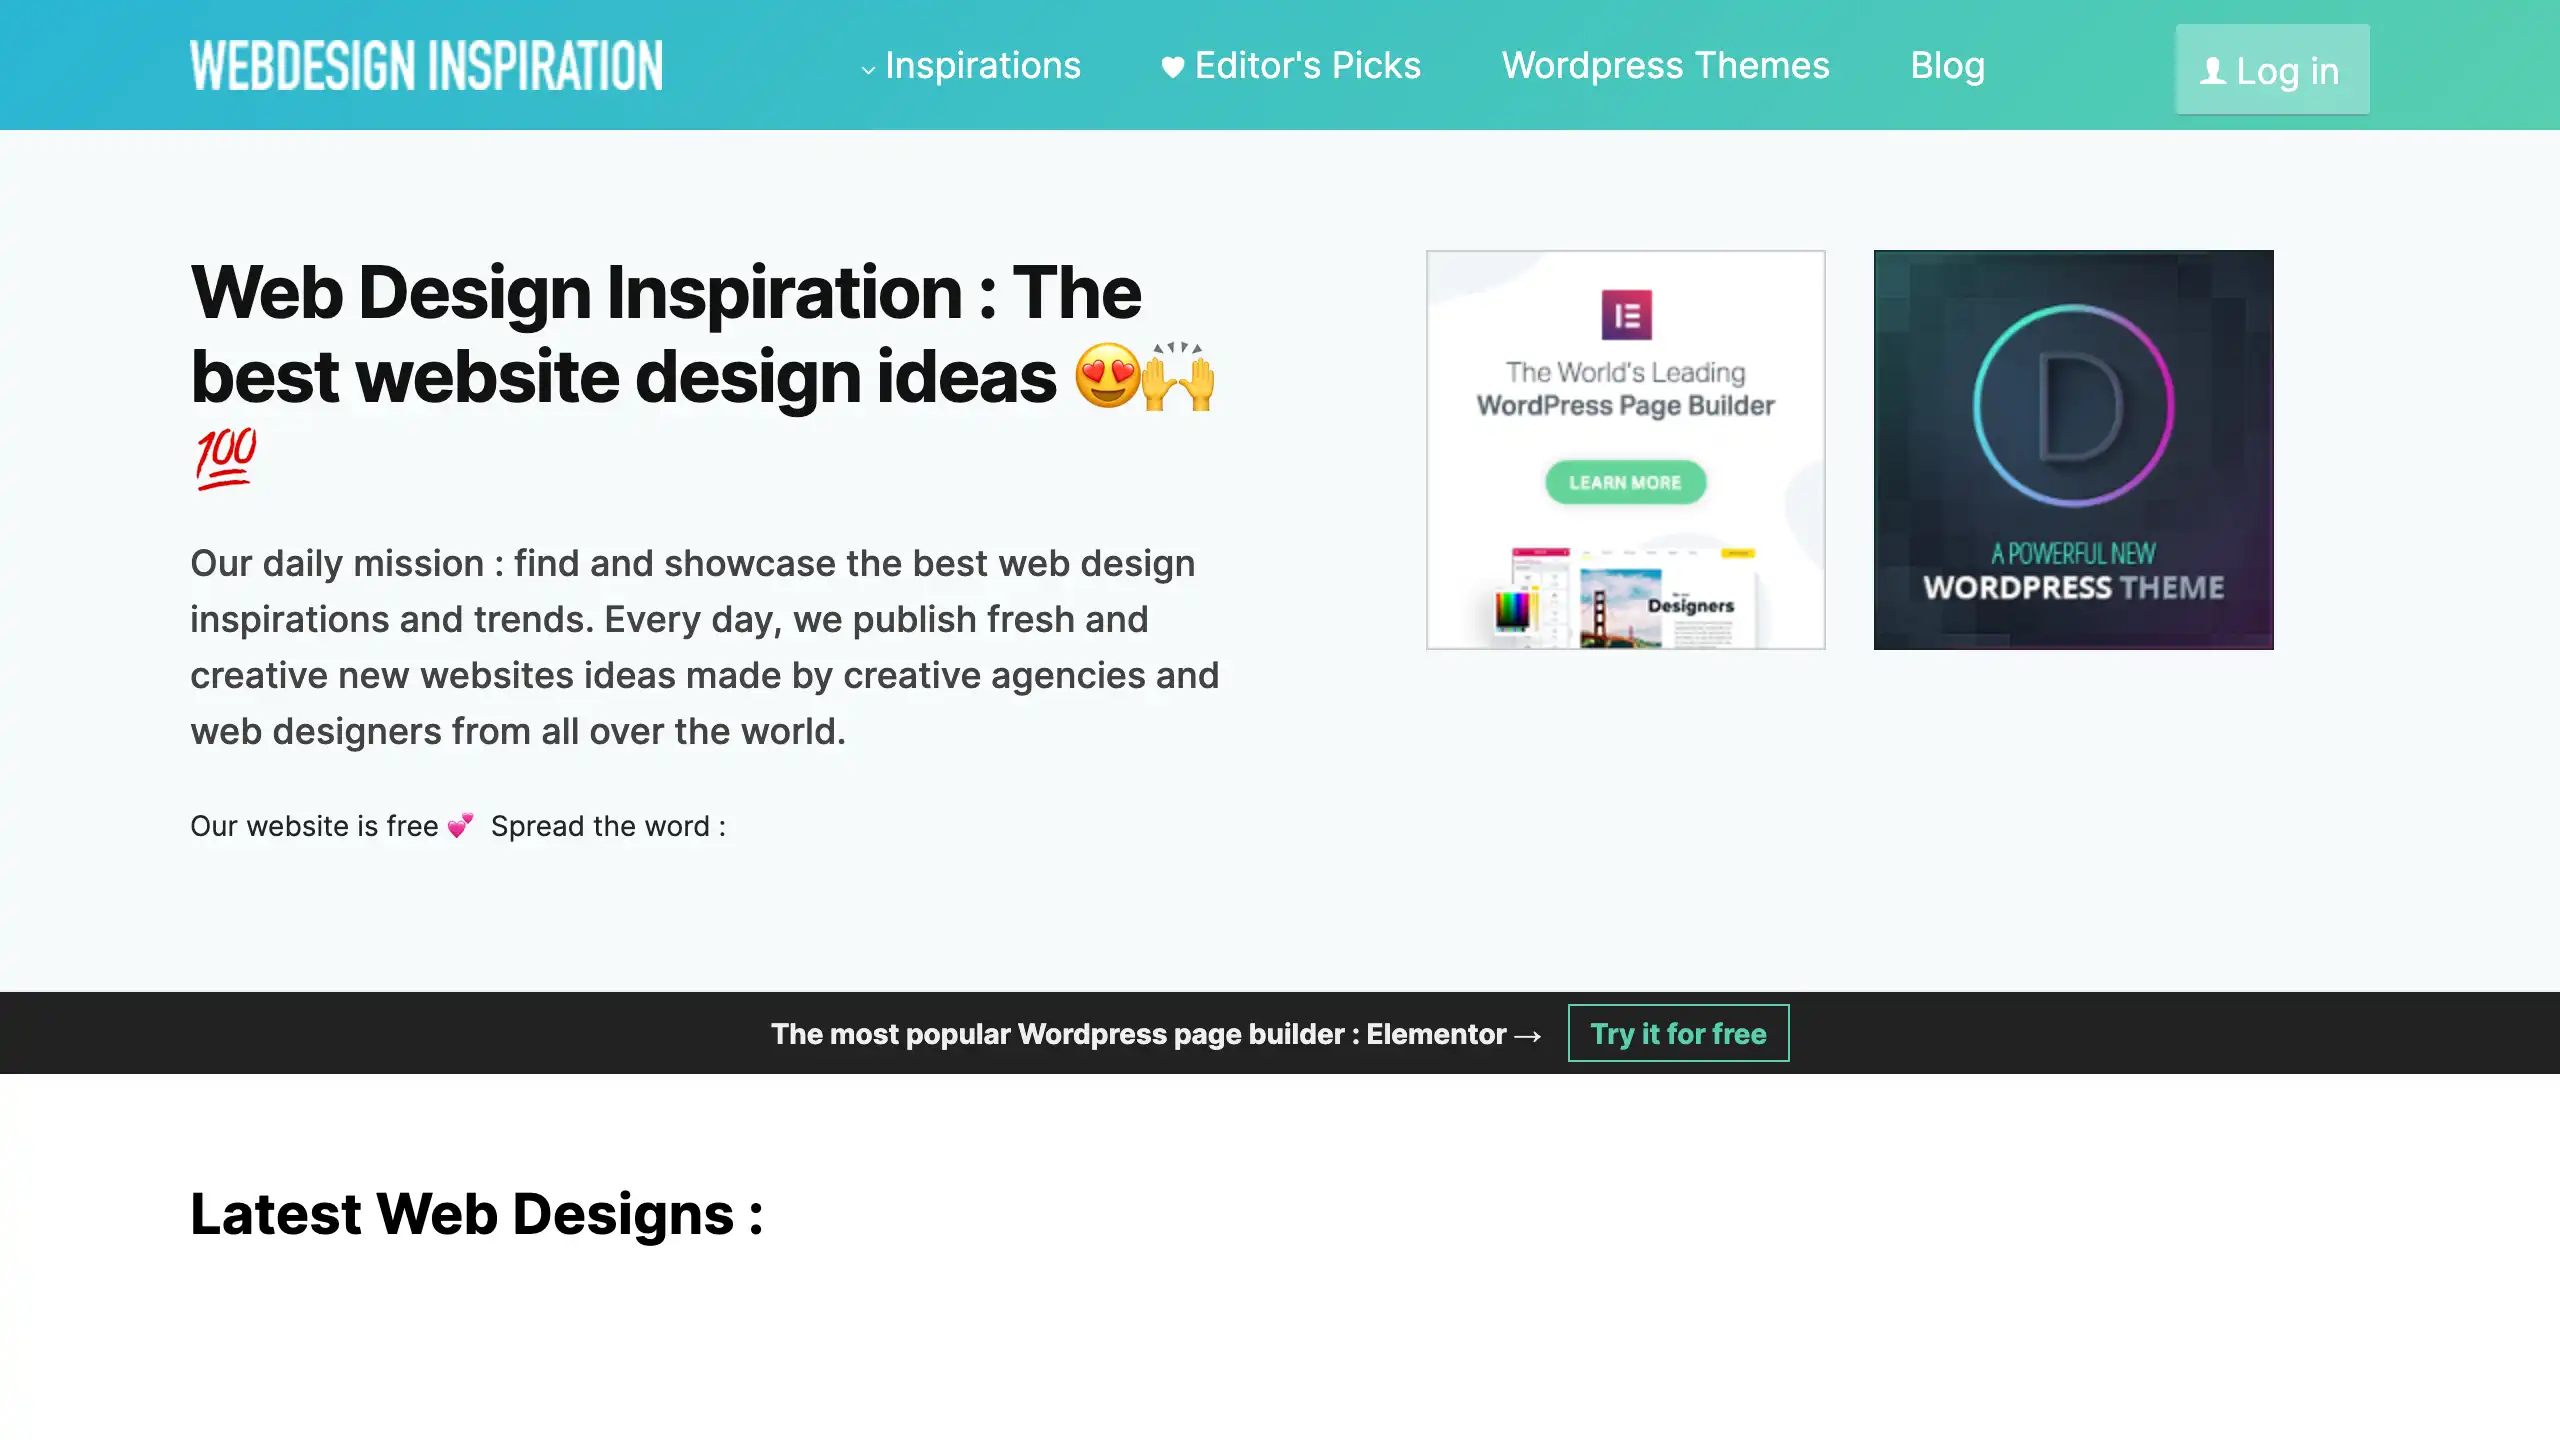 WEBDESIGN INSPIRATION
Inspirations
Editor's Picks
Wordpress Themes
Blog
Log in
Web Design Inspiration : The
best website design ideas 😍🙌
💯
Our daily mission : find and showcase the best web design
inspirations and trends. Every day, we publish fresh and
creative new websites ideas made by creative agencies and
web designers from all over the world.
Our website is free 💕 Spread the word :
The World's Leading
WordPress Page Builder
LEARN MORE
Designers
D
A POWERFUL NEW
WORDPRESS THEME
The most popular Wordpress page builder : Elementor → Try it for free
Latest Web Designs :